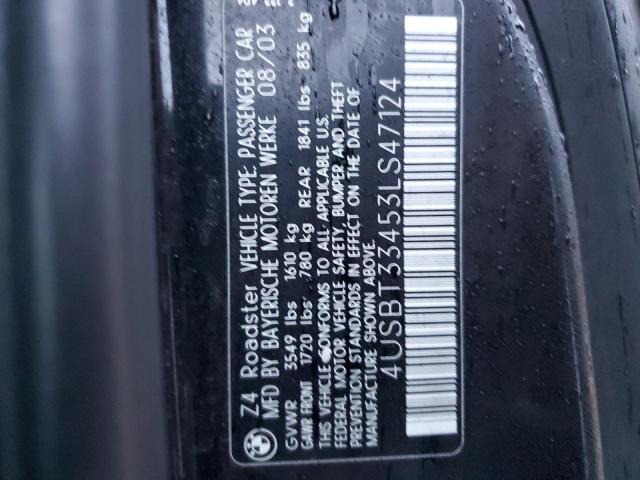 Z4 Roadster VEHICLE TYPE: PASSENGER CAR
MFD BY BAYERISCHE MOTOREN WERKE 08/03
GVWR 3549 lbs 1610 kg
GAWR FRONT 1720 lbs 780 kg REAR 1841 lbs 835 kg
THIS VEHICLE CONFORMS TO ALL APPLICABLE U.S.
FEDERAL MOTOR VEHICLE SAFETY, BUMPER AND THEFT
PREVENTION STANDARDS IN EFFECT ON THE DATE OF
MANUFACTURE SHOWN ABOVE.
4USBT33453LS47124